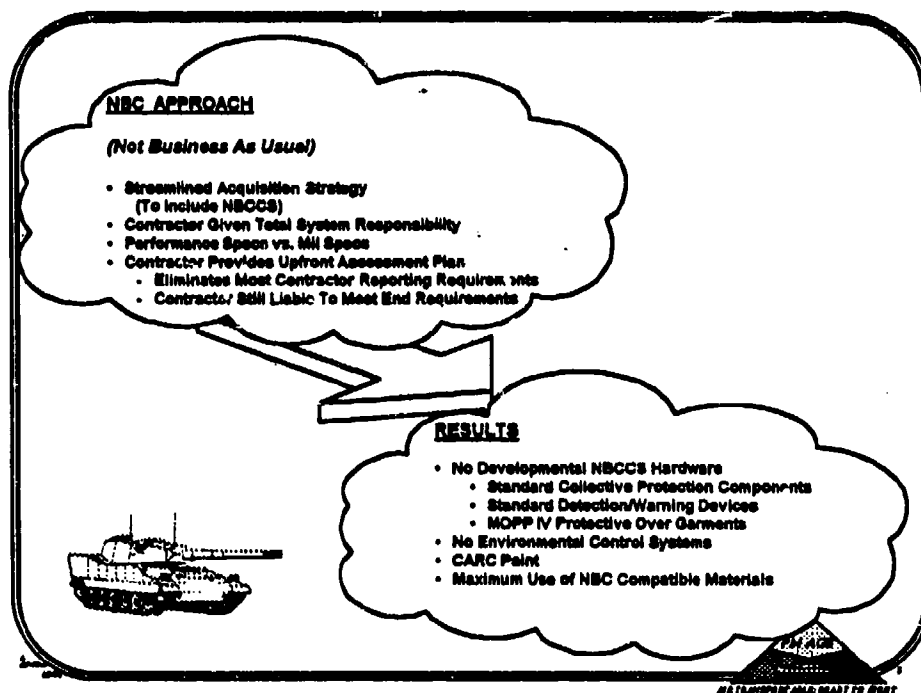 NBC APPROACH
(Not Business As Usual)
• Streamlined Acquisition Strategy
(To Include NBCCS)
• Contractor Given Total System Responsibility
• Performance Specs vs. Mil Specs
• Contractor Provides Upfront Assessment Plan
• Eliminates Most Contractor Reporting Requirements
• Contractor Still Liable To Meet End Requirements
RESULTS
• No Developmental NBCCS Hardware
• Standard Collective Protection Components
• Standard Detection/Warning Devices
• MOPP IV Protective Over Garments
• No Environmental Control Systems
• CARC Paint
• Maximum Use of NBC Compatible Materials